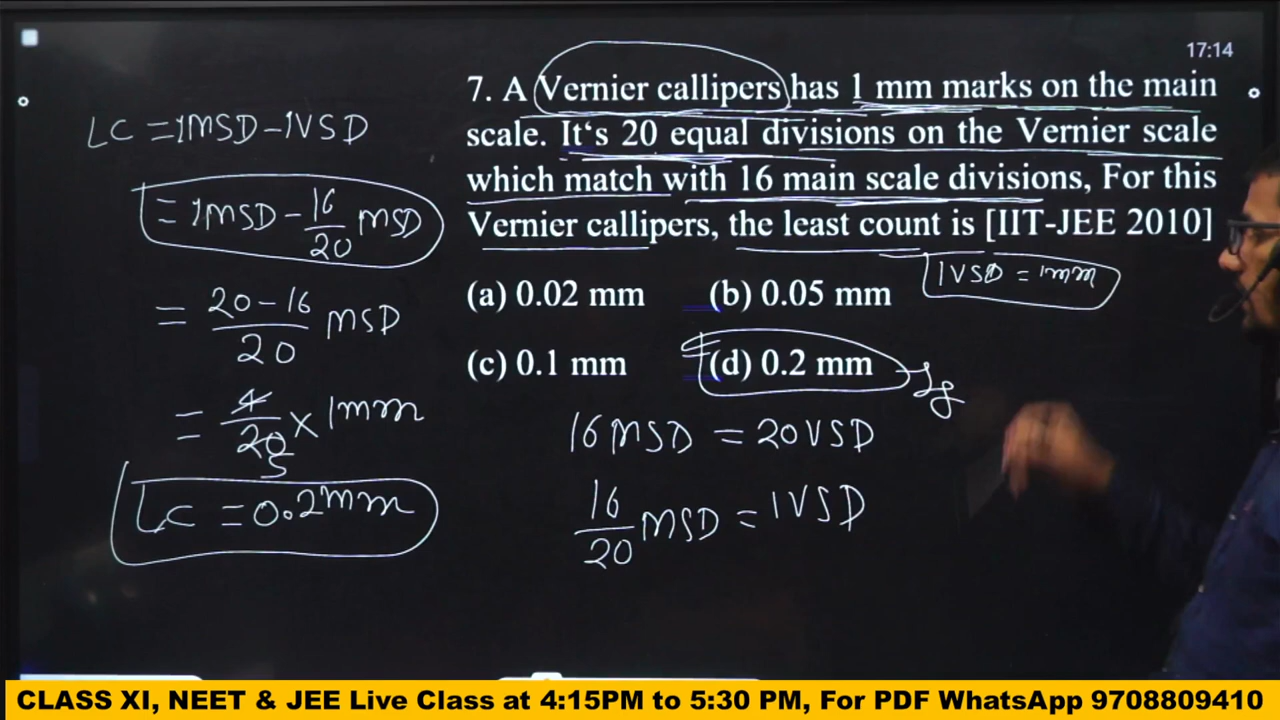 17:14
7. A Vernier callipers has 1 mm marks on the main
scale. It‘s 20 equal divisions on the Vernier scale
which match with 16 main scale divisions, For this
Vernier callipers, the least count is [IIT-JEE 2010]
1VSD = 1mm
(a) 0.02 mm (b) 0.05 mm
(c) 0.1 mm (d) 0.2 mm
LC = 1MSD - 1VSD
= 1MSD - 16/20 MSD
= 20-16/20 MSD
= 4/20 × 1mm
5
LC = 0.2mm
16 MSD = 20VSD
16/20 MSD = 1VSD
CLASS XI, NEET & JEE Live Class at 4:15PM to 5:30 PM, For PDF WhatsApp 9708809410